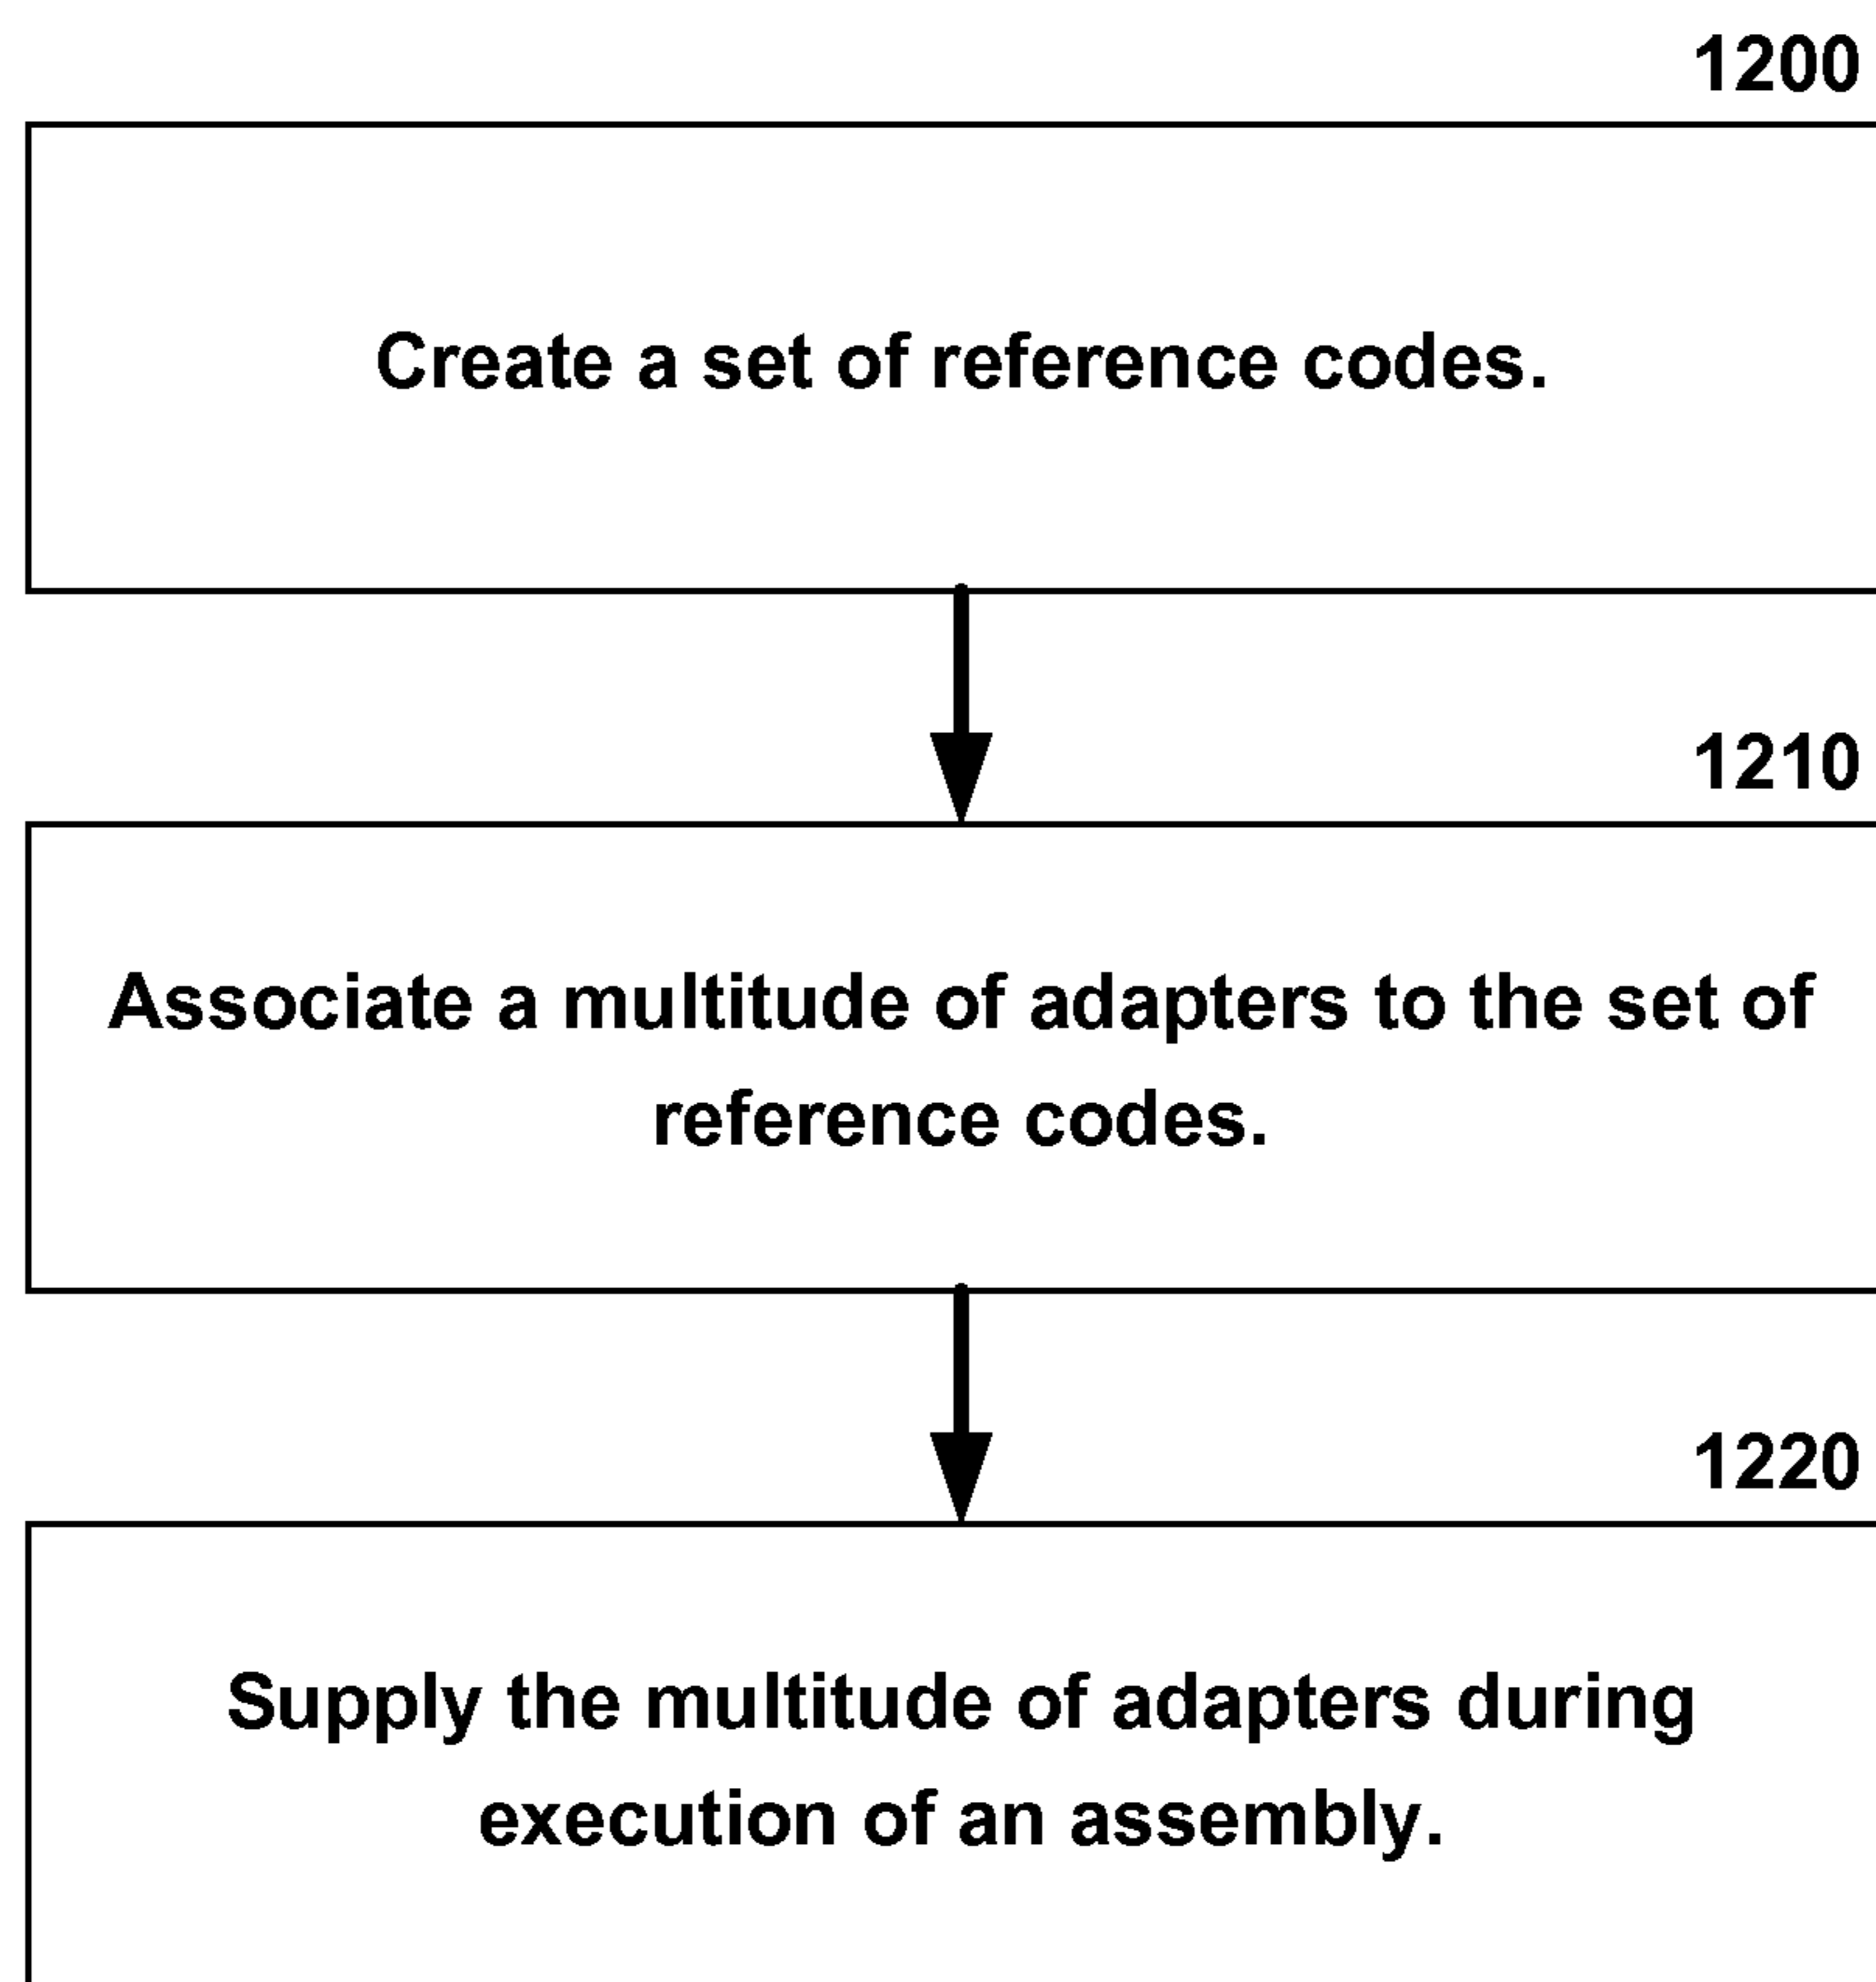 1200
Create a set of reference codes.
1210
Associate a multitude of adapters to the set of
reference codes.
1220
Supply the multitude of adapters during
execution of an assembly.